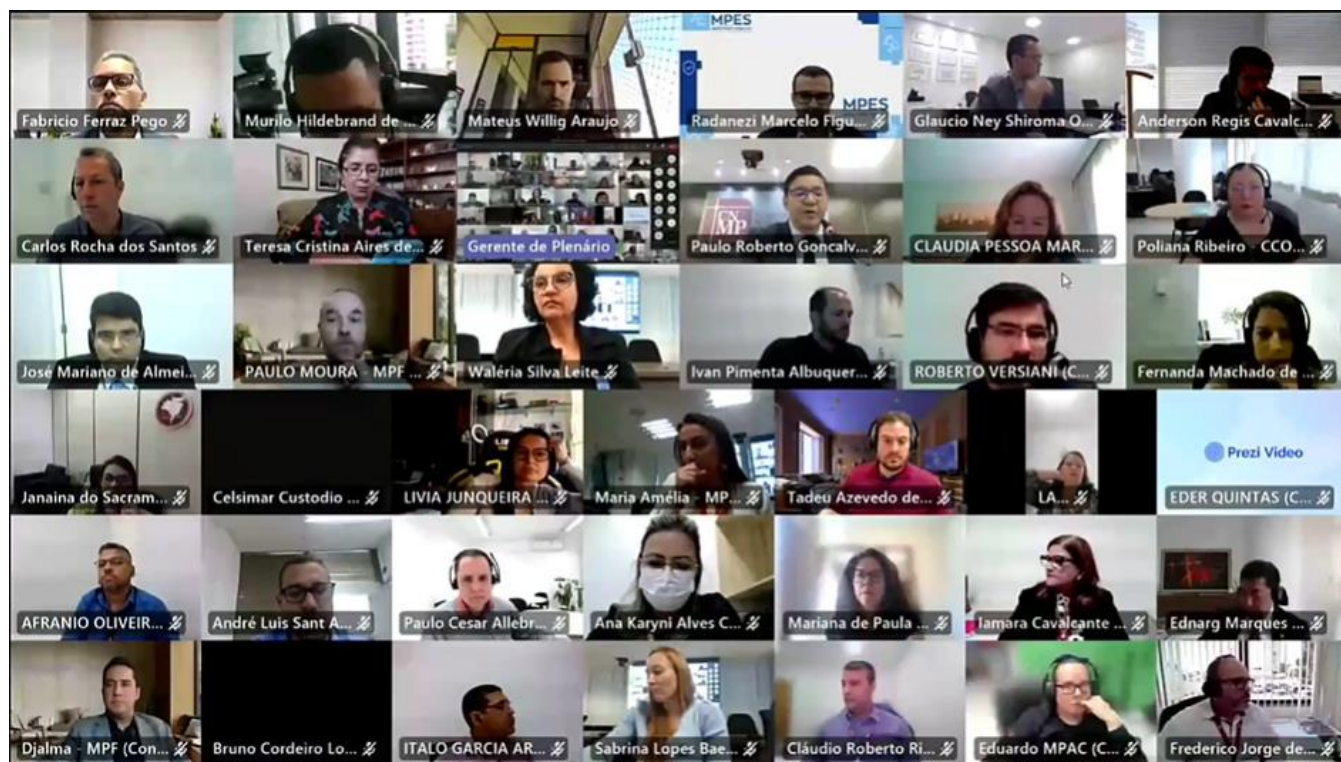 MPES
MPES
Fabricio Ferraz Pego
Murilo Hildebrand de ...
Mateus Willig Araujo
Radanezi Marcelo Figu...
Glaucio Ney Shiroma O...
Anderson Regis Cavalc...
CN
MP
Carlos Rocha dos Santos
Teresa Cristina Aires de...
Gerente de Plenário
Paulo Roberto Goncalv...
CLAUDIA PESSOA MAR...
Poliana Ribeiro - CCO...
José Mariano de Almei...
PAULO MOURA - MPF ...
Waléria Silva Leite
Ivan Pimenta Albuquer...
ROBERTO VERSIANI (C...
Fernanda Machado de ...
Prezi Video
Janaina do Sacram...
Celsimar Custodio ...
LIVIA JUNQUEIRA ...
Maria Amélia - MP...
Tadeu Azevedo de...
LA...
EDER QUINTAS (C...
AFRANIO OLIVEIR...
André Luis Sant A...
Paulo Cesar Allebr...
Ana Karyni Alves C...
Mariana de Paula ...
Iamara Cavalcante ...
Ednarg Marques ...
Djalma - MPF (Con...
Bruno Cordeiro Lo...
ITALO GARCIA AR...
Sabrina Lopes Bae...
Cláudio Roberto Ri...
Eduardo MPAC (C...
Frederico Jorge de...